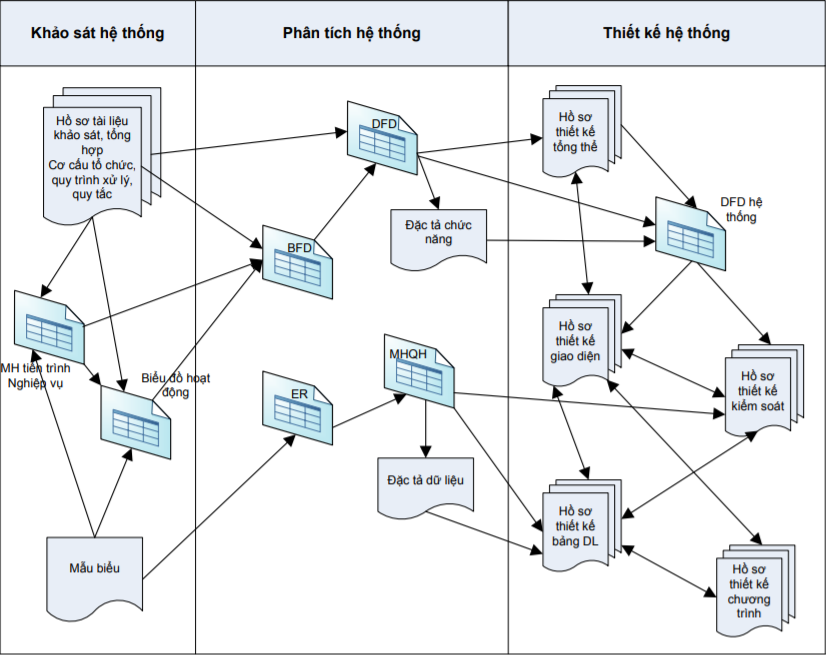 Khảo sát hệ thống
Phân tích hệ thống
Thiết kế hệ thống
Hồ sơ tài liệu
khảo sát, tổng
hợp
Cơ cấu tổ chức,
quy trình xử lý,
quy tắc
MH tiến trình
Nghiệp vụ
Biểu đồ hoạt
động
Mẫu biểu
DFD
BFD
Đặc tả chức
năng
MHQH
ER
Đặc tả dữ liệu
Hồ sơ
thiết kế
tổng thể
DFD hệ
thống
Hồ sơ
thiết kế
giao diện
Hồ sơ
thiết kế
kiểm soát
Hồ sơ
thiết kế
bảng DL
Hồ sơ
thiết kế
chương
trình